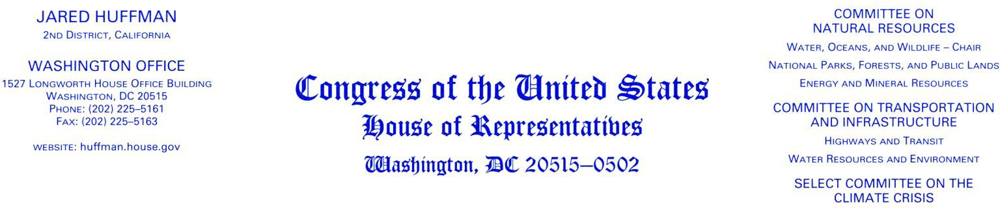 JARED HUFFMAN
2ND DISTRICT, CALIFORNIA
WASHINGTON OFFICE
1527 LONGWORTH HOUSE OFFICE BUILDING
WASHINGTON, DC 20515
PHONE: (202) 225–5161
FAX: (202) 225–5163
WEBSITE: huffman.house.gov
Congress of the United States
House of Representatives
Washington, DC 20515–0502
COMMITTEE ON
NATURAL RESOURCES
WATER, OCEANS, AND WILDLIFE – CHAIR
NATIONAL PARKS, FORESTS, AND PUBLIC LANDS
ENERGY AND MINERAL RESOURCES
COMMITTEE ON TRANSPORTATION
AND INFRASTRUCTURE
HIGHWAYS AND TRANSIT
WATER RESOURCES AND ENVIRONMENT
SELECT COMMITTEE ON THE
CLIMATE CRISIS